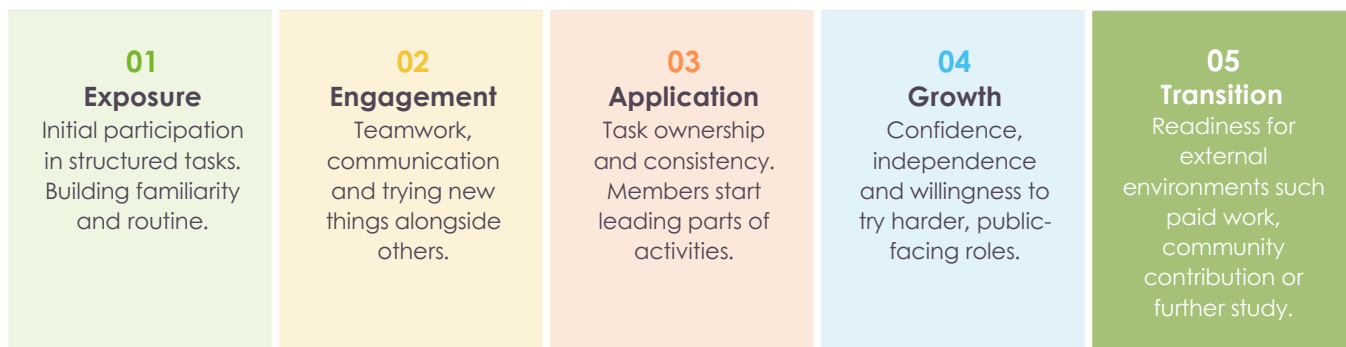 01
Exposure
Initial participation
in structured tasks.
Building familiarity
and routine.
02
Engagement
Teamwork,
communication
and trying new
things alongside
others.
03
Application
Task ownership
and consistency.
Members start
leading parts of
activities.
04
Growth
Confidence,
independence
and willingness to
try harder, public-
facing roles.
05
Transition
Readiness for
external
environments such
paid work,
community
contribution or
further study.